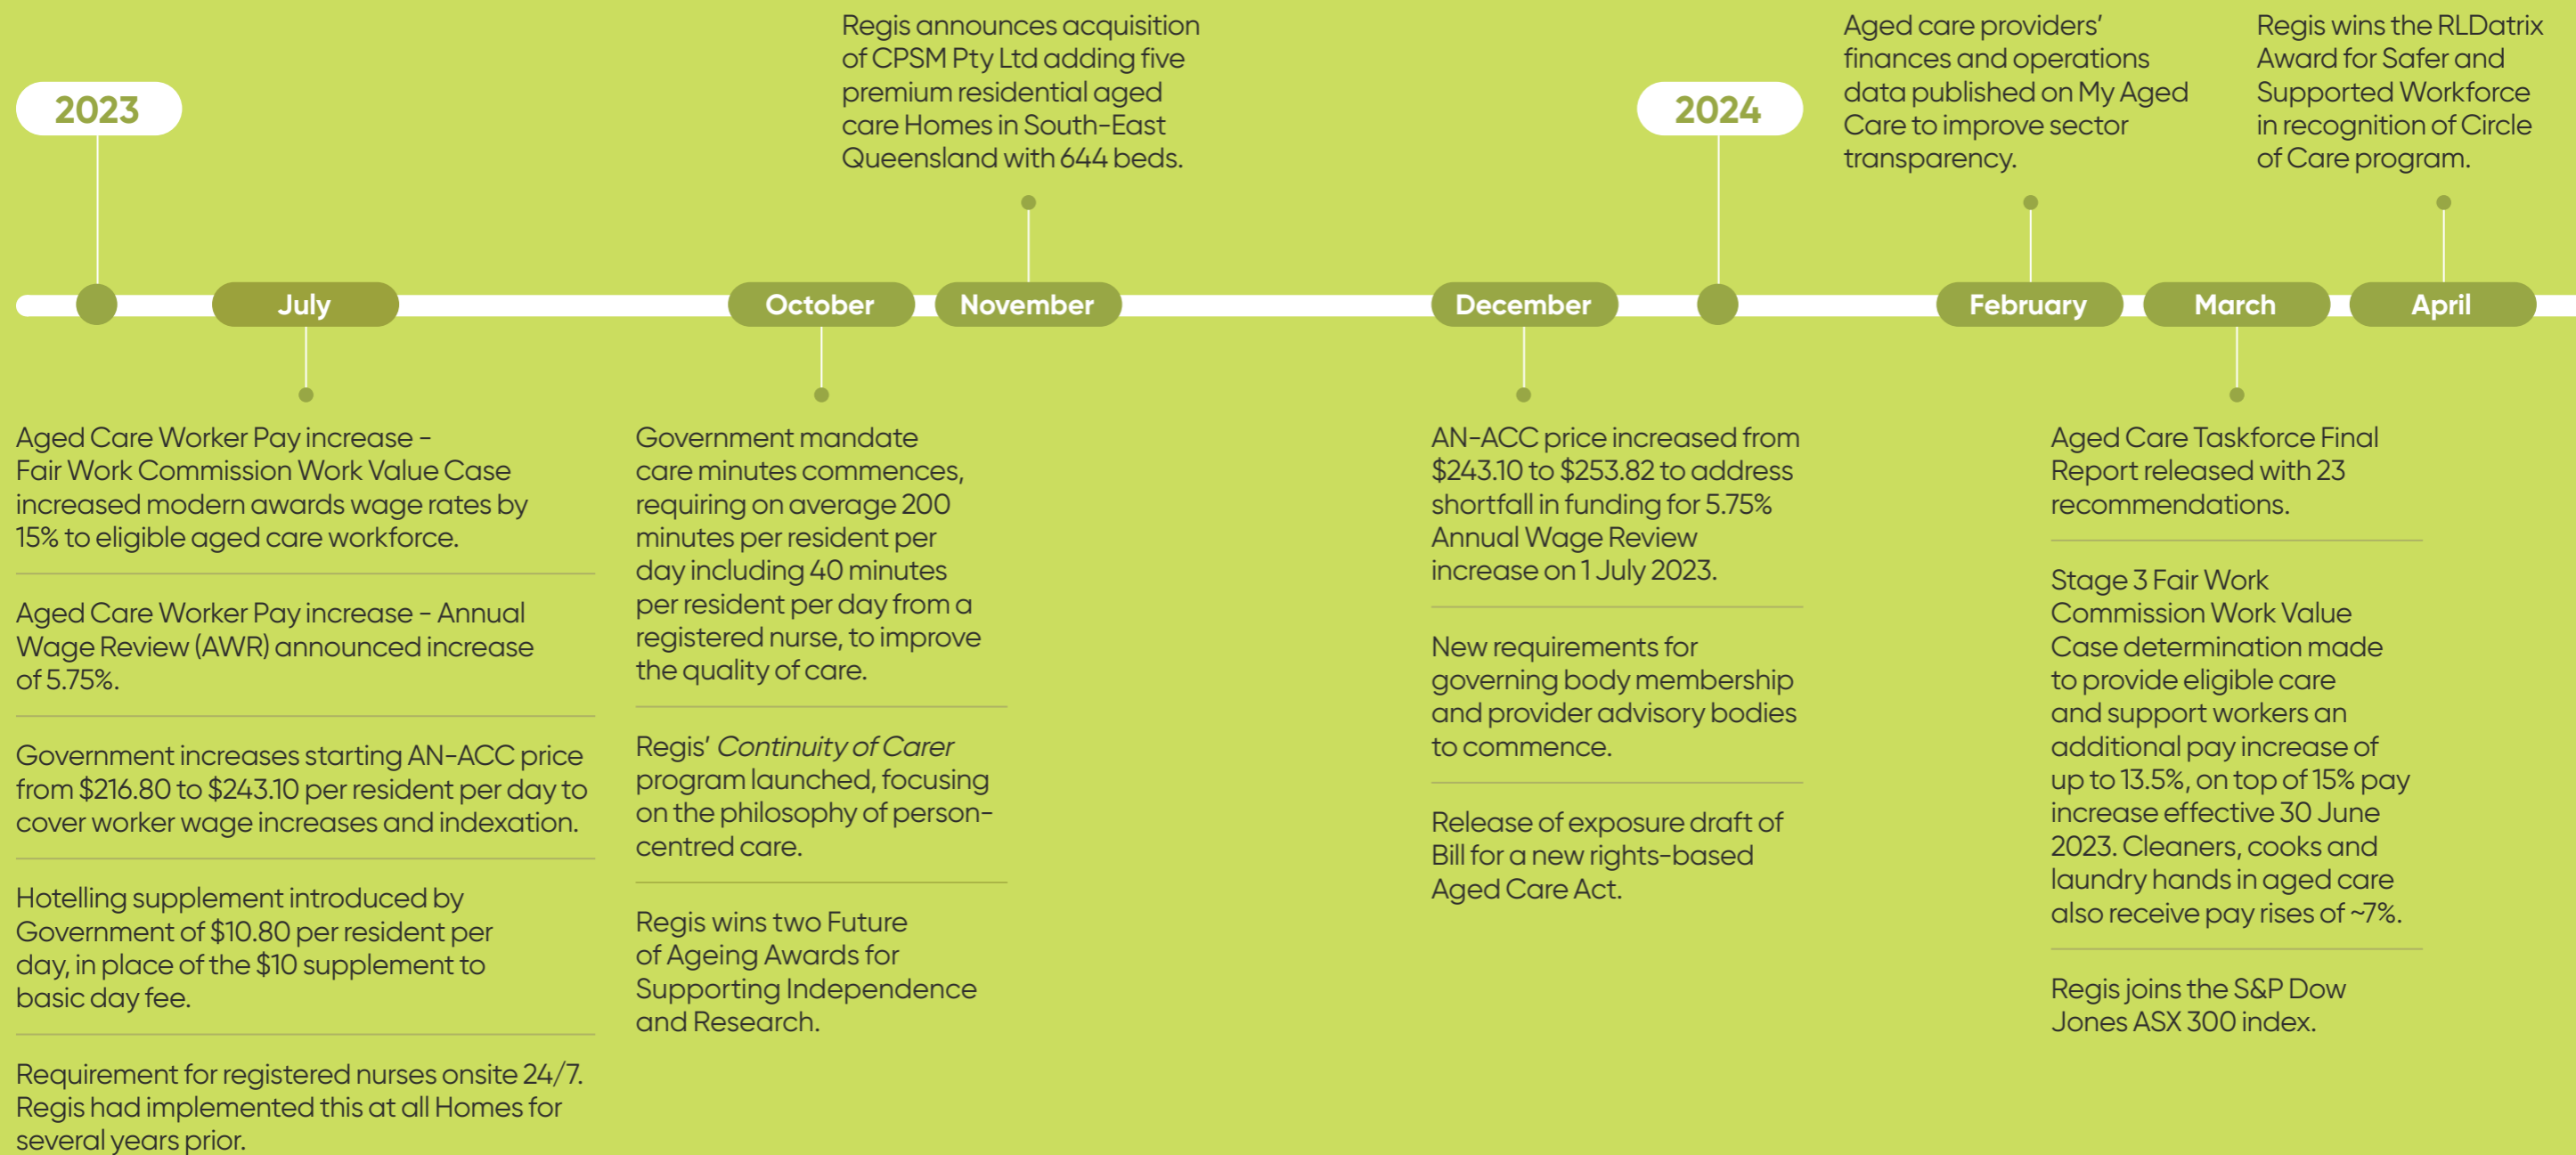 2023
July
Aged Care Worker Pay increase -
Fair Work Commission Work Value Case
increased modern awards wage rates by
15% to eligible aged care workforce.
Aged Care Worker Pay increase - Annual
Wage Review (AWR) announced increase
of 5.75%.
Government increases starting AN-ACC price
from $216.80 to $243.10 per resident per day to
cover worker wage increases and indexation.
Hotelling supplement introduced by
Government of $10.80 per resident per
day, in place of the $10 supplement to
basic day fee.
Requirement for registered nurses onsite 24/7.
Regis had implemented this at all Homes for
several years prior.
October
Government mandate
care minutes commences,
requiring on average 200
minutes per resident per
day including 40 minutes
per resident per day from a
registered nurse, to improve
the quality of care.
Regis' Continuity of Carer
program launched, focusing
on the philosophy of person-
centred care.
Regis wins two Future
of Ageing Awards for
Supporting Independence
and Research.
Regis announces acquisition
of CPSM Pty Ltd adding five
premium residential aged
care Homes in South-East
Queensland with 644 beds.
November
December
AN-ACC price increased from
$243.10 to $253.82 to address
shortfall in funding for 5.75%
Annual Wage Review
increase on 1 July 2023.
New requirements for
governing body membership
and provider advisory bodies
to commence.
Release of exposure draft of
Bill for a new rights-based
Aged Care Act.
2024
Aged care providers'
finances and operations
data published on My Aged
Care to improve sector
transparency.
February
March
Aged Care Taskforce Final
Report released with 23
recommendations.
Stage 3 Fair Work
Commission Work Value
Case determination made
to provide eligible care
and support workers an
additional pay increase of
up to 13.5%, on top of 15% pay
increase effective 30 June
2023. Cleaners, cooks and
laundry hands in aged care
also receive pay rises of ~7%.
Regis joins the S&P Dow
Jones ASX 300 index.
Regis wins the RLDatrix
Award for Safer and
Supported Workforce
in recognition of Circle
of Care program.
April